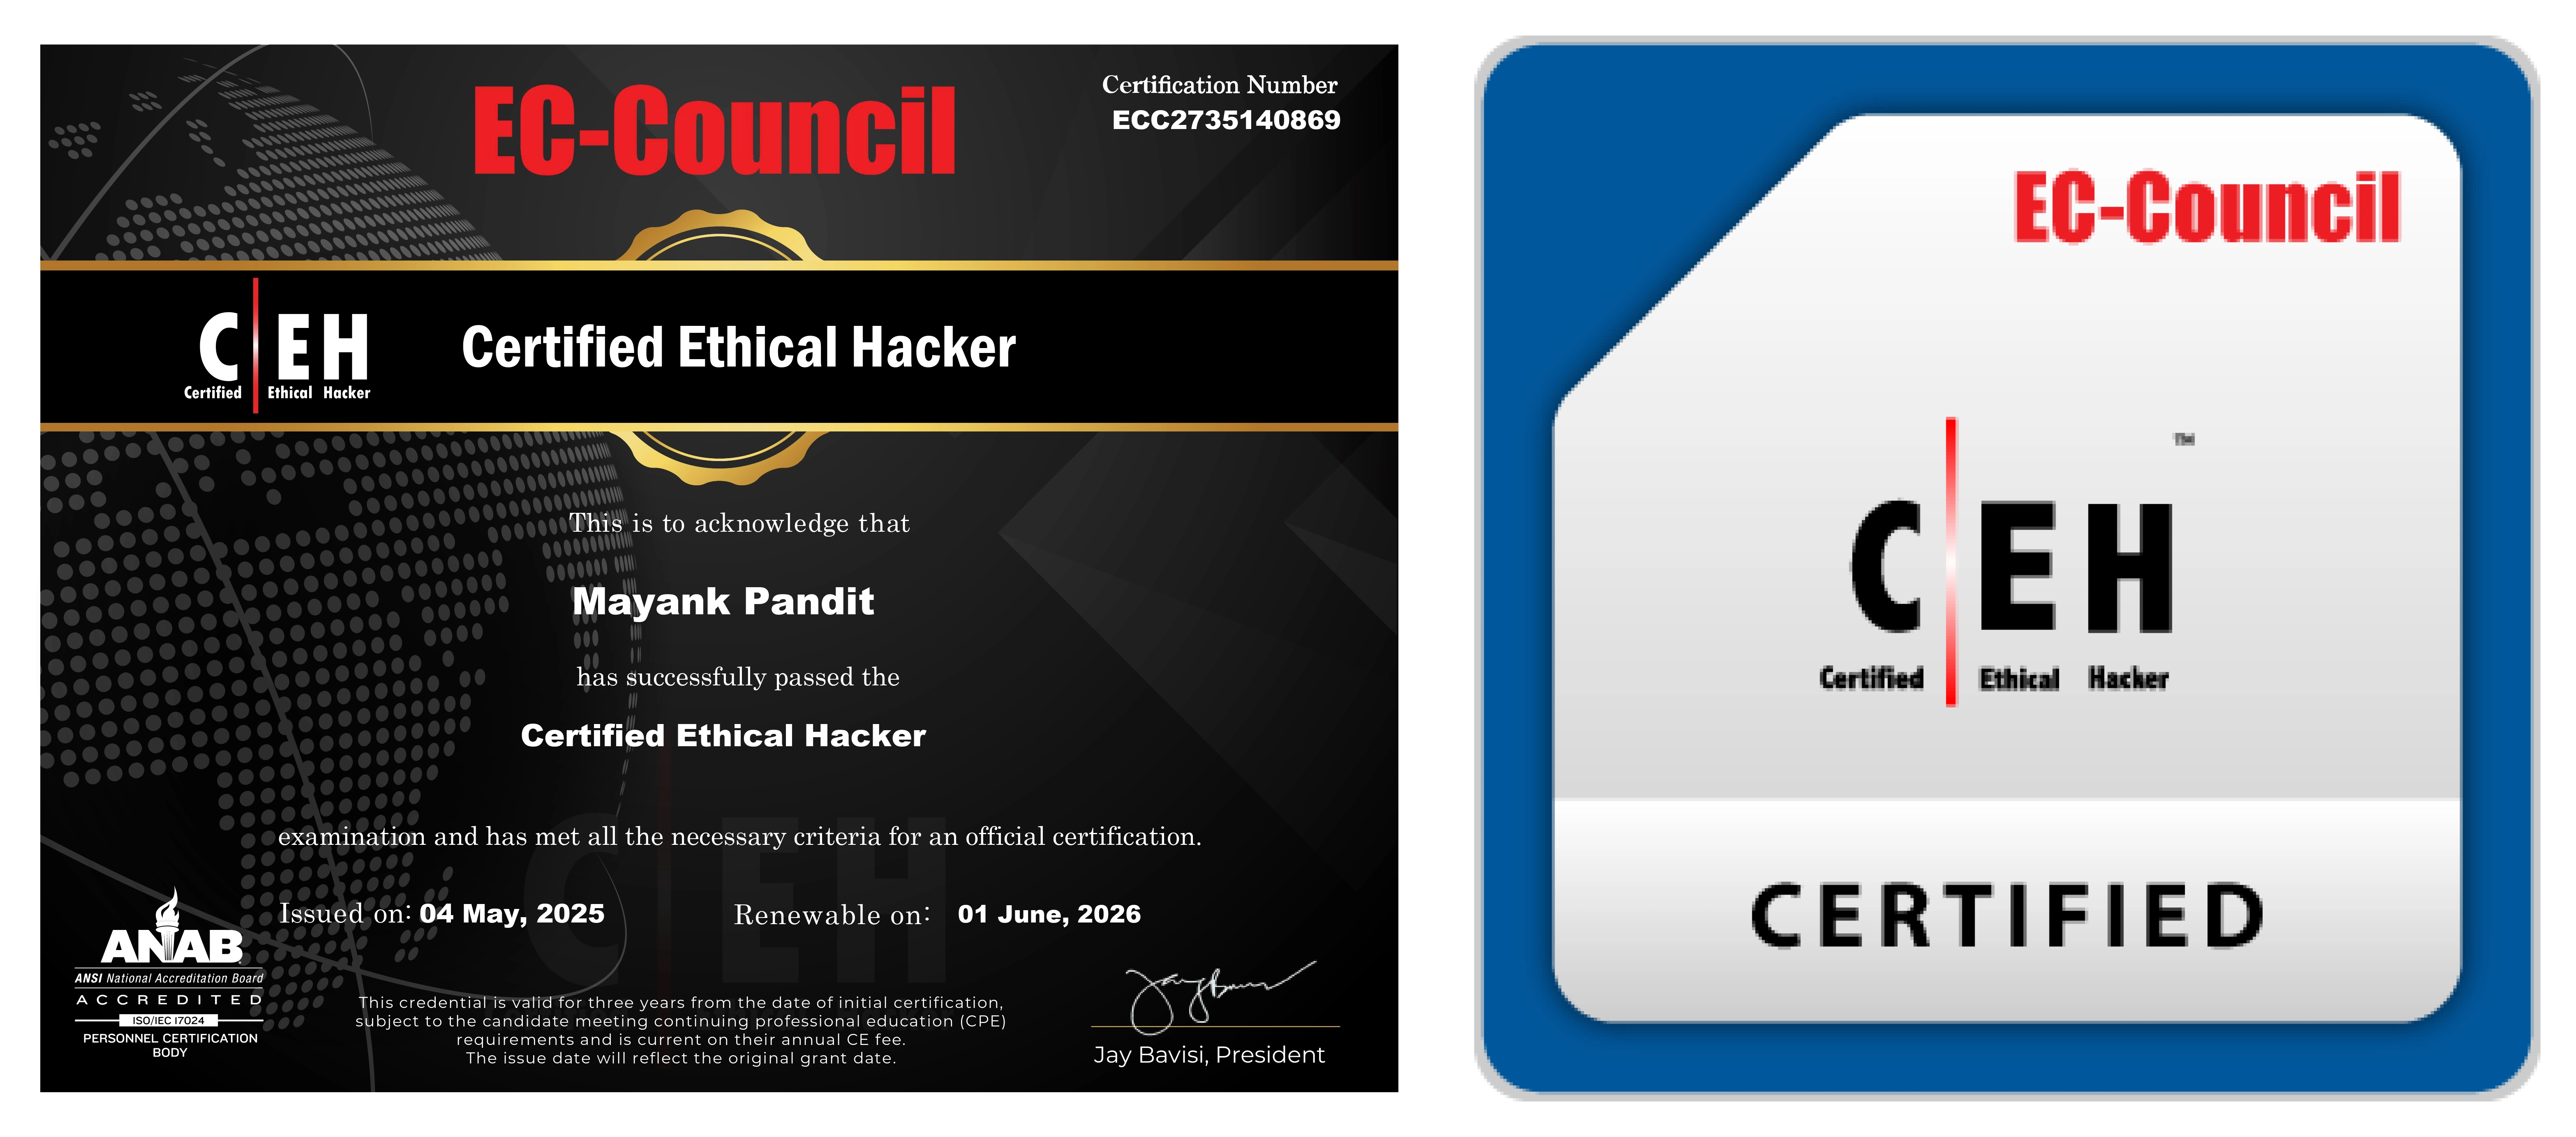 EC-Council
Certification Number
ECC2735140869
C EH
Certified Ethical Hacker
Certified Ethical Hacker
This is to acknowledge that
Mayank Pandit
has successfully passed the
Certified Ethical Hacker
examination and has met all the necessary criteria for an official certification.
Issued on: 04 May, 2025
Renewable on: 01 June, 2026
ANAB
ANSI National Accreditation Board
ACCREDITED
ISO/IEC 17024
PERSONNEL CERTIFICATION
BODY
This credential is valid for three years from the date of initial certification,
subject to the candidate meeting continuing professional education (CPE)
requirements and is current on their annual CE fee.
The issue date will reflect the original grant date.
Jay Bavisi, President
EC-Council
C EH ™
Certified Ethical Hacker
CERTIFIED